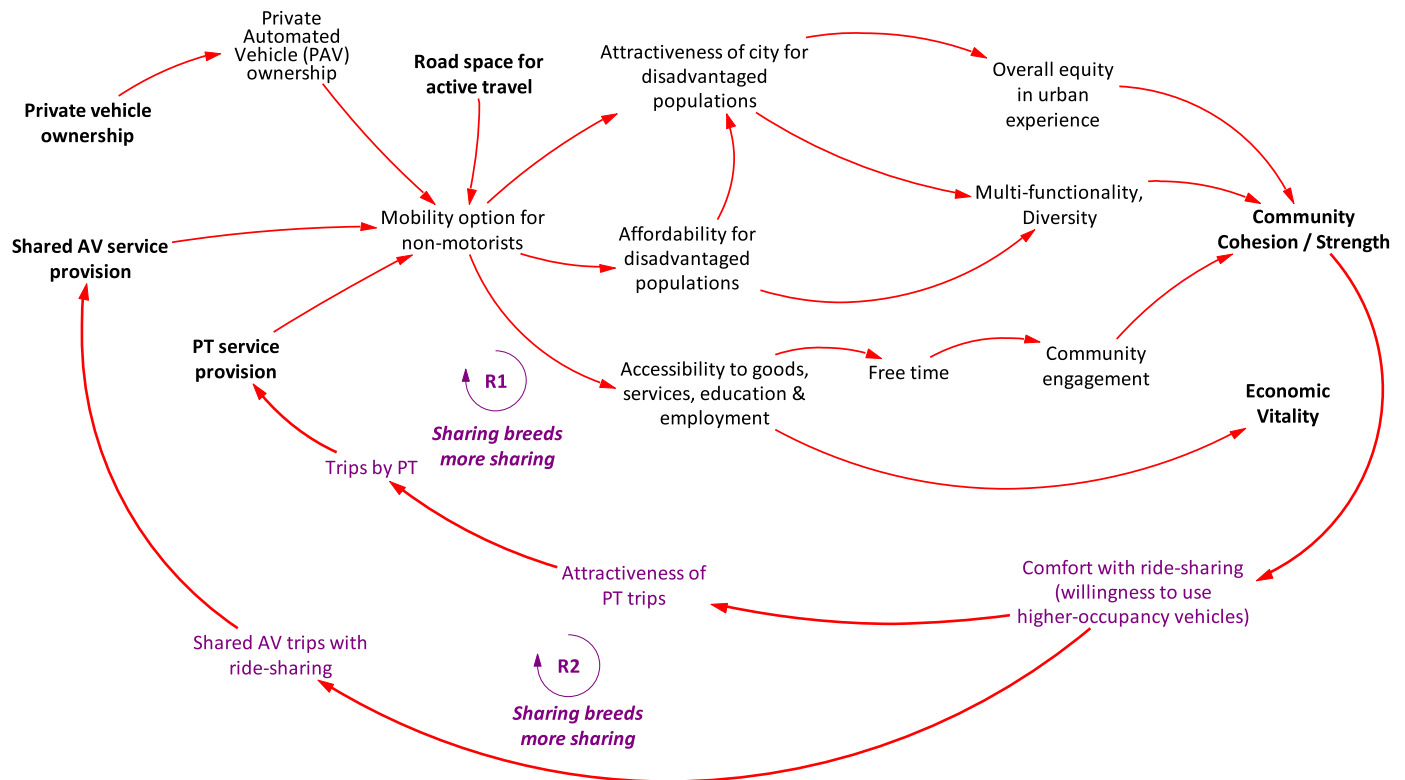 Private
Automated
Vehicle (PAV)
ownership
Private vehicle
ownership
Road space for
active travel
Attractiveness of city for
disadvantaged
populations
Overall equity
in urban
experience
Mobility option for
non-motorists
Multi-functionality,
Diversity
Community
Cohesion / Strength
Shared AV service
provision
Affordability for
disadvantaged
populations
PT service
provision
R1
Sharing breeds
more sharing
Accessibility to goods,
services, education &
employment
Free time
Community
engagement
Economic
Vitality
Trips by PT
Attractiveness of
PT trips
Comfort with ride-sharing
(willingness to use
higher-occupancy vehicles)
Shared AV trips with
ride-sharing
R2
Sharing breeds
more sharing